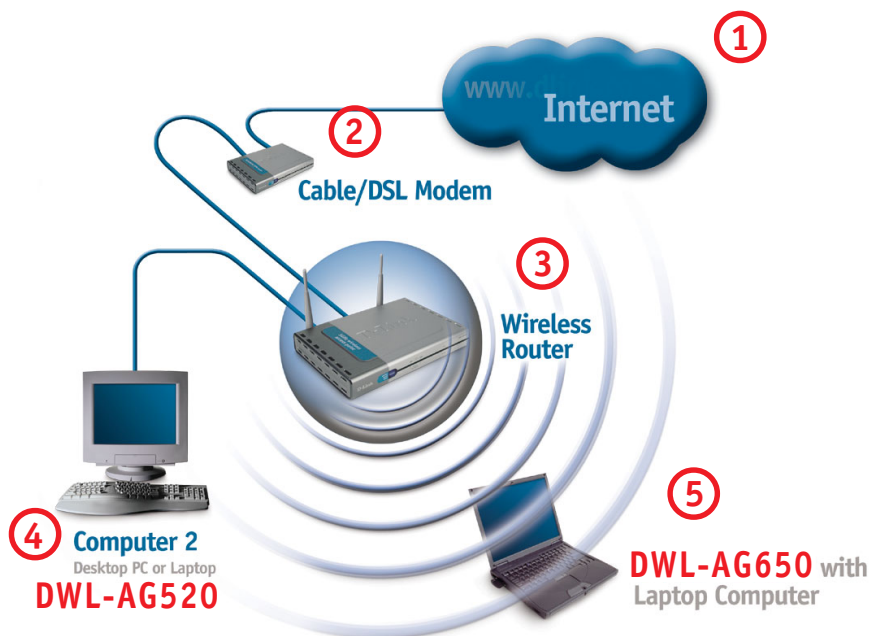 1
www.
Internet
2
Cable/DSL Modem
3
Wireless
Router
4
Computer 2
Desktop PC or Laptop
DWL-AG520
5
DWL-AG650 with
Laptop Computer